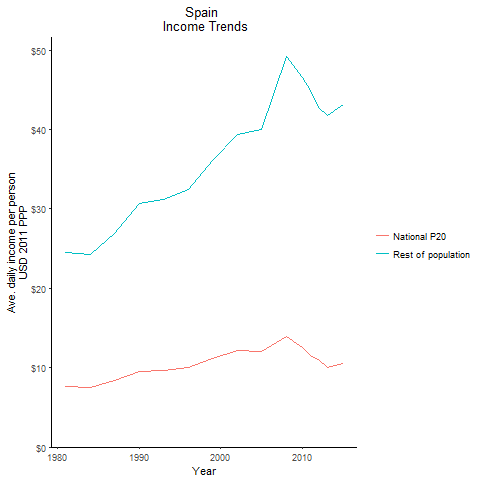 Spain
Income Trends
$50
$40
$30
$20
$10
$0
Ave. daily income per person
USD 2011 PPP
1980 1990 2000 2010
Year
National P20
Rest of population